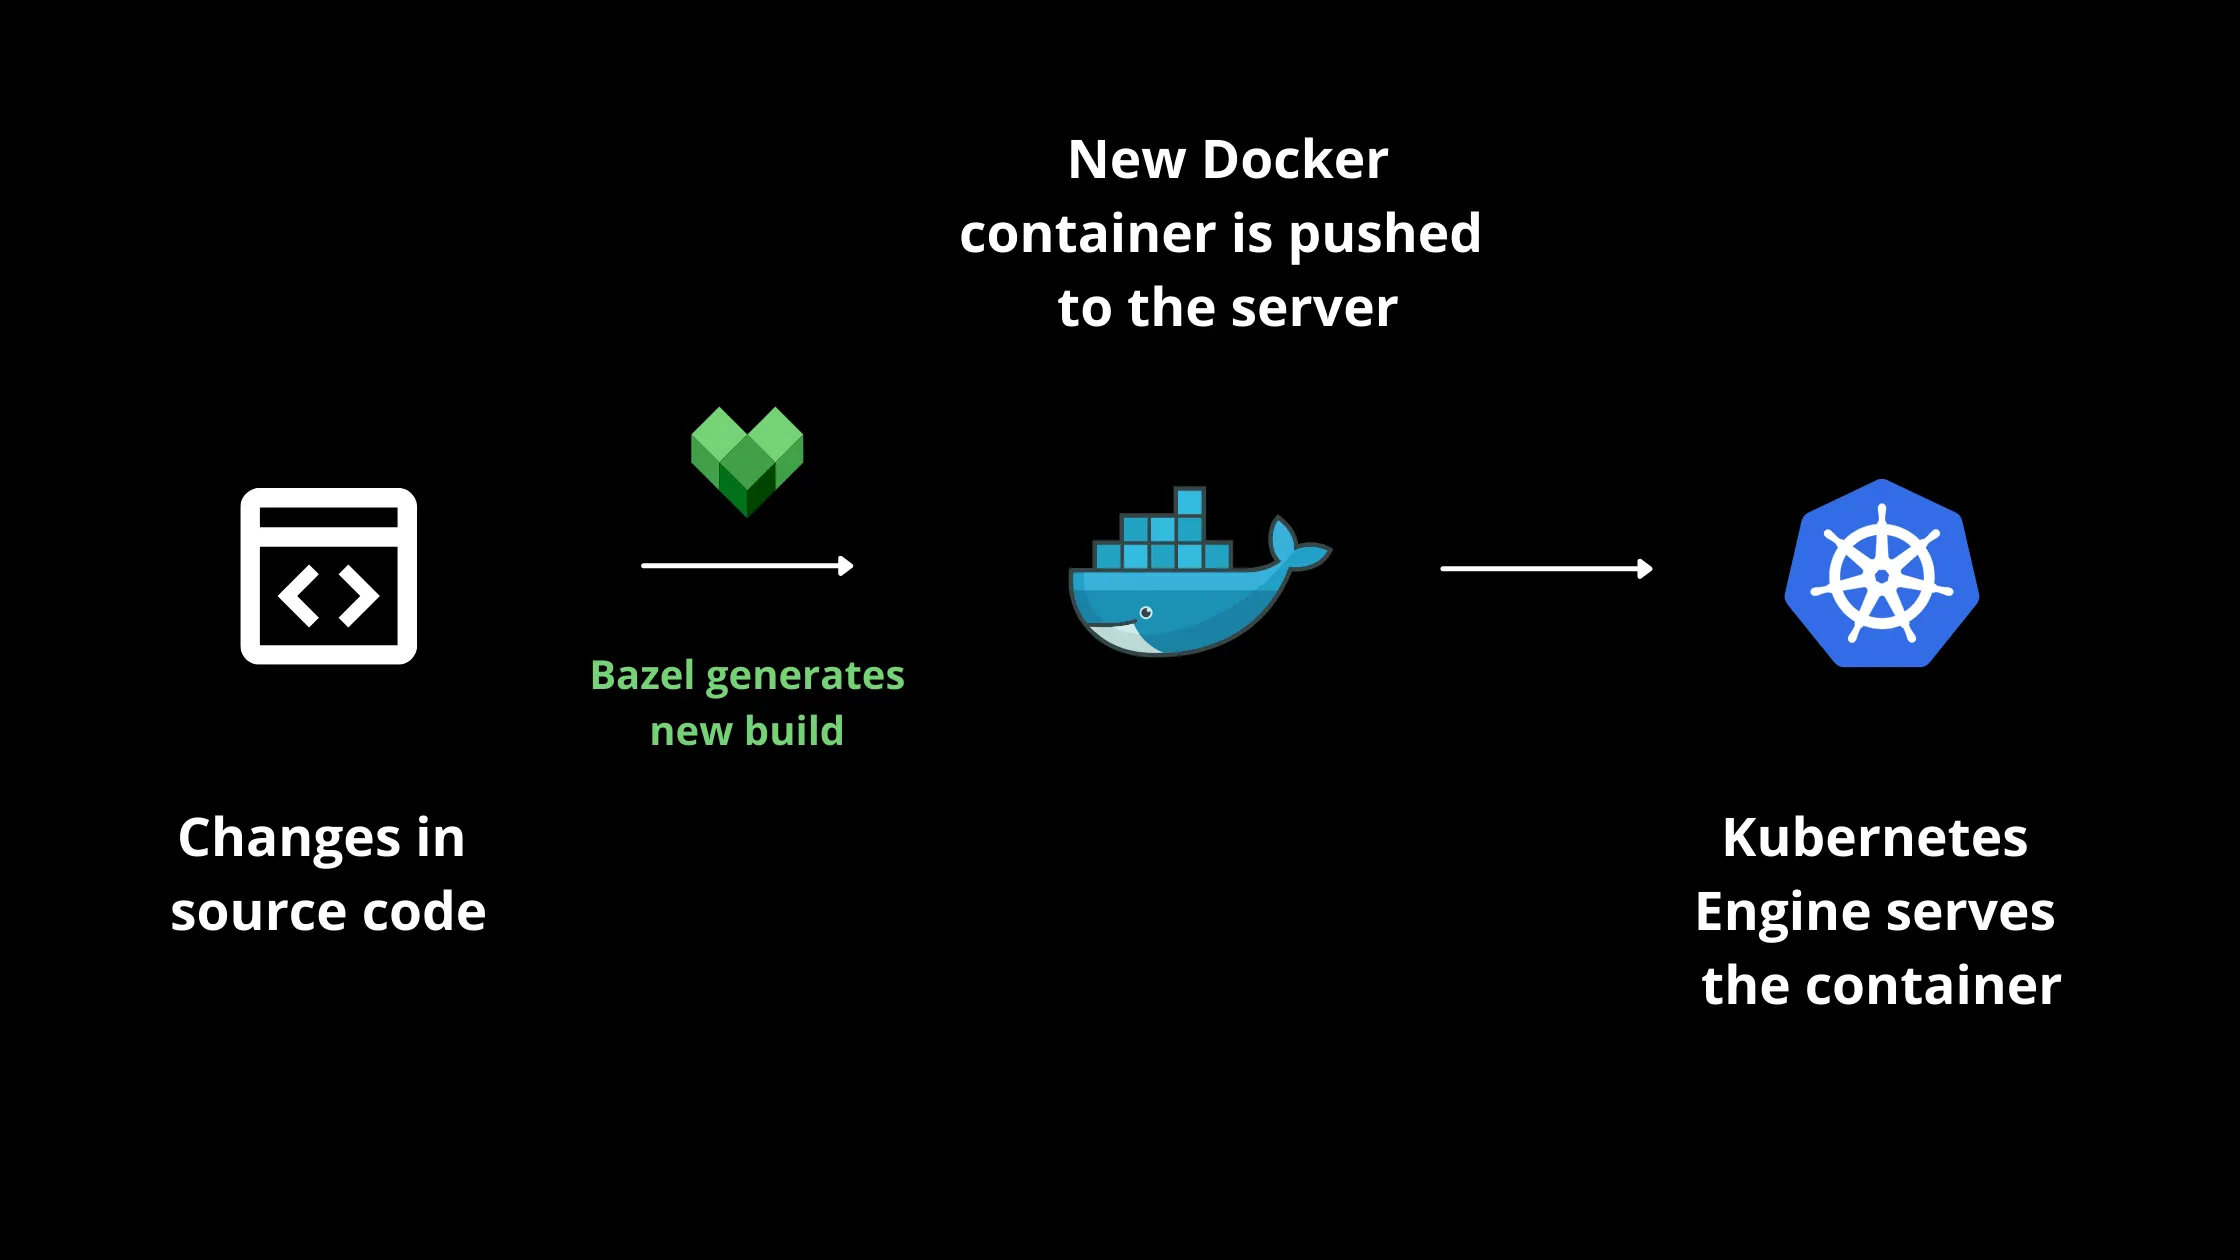 New Docker
container is pushed
to the server
Bazel generates
new build
Changes in
source code
Kubernetes
Engine serves
the container